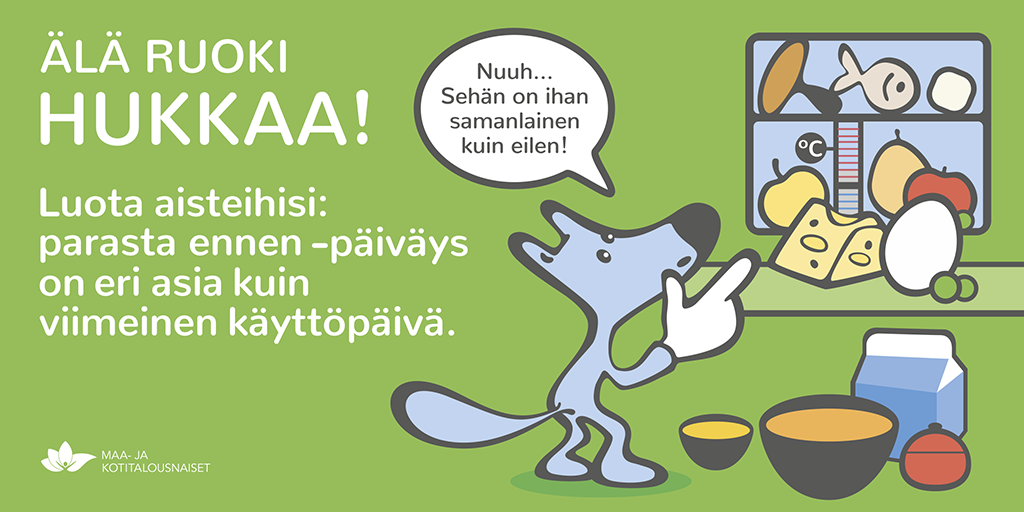 ÄLÄ RUOKI
HUKKAA!
Luota aisteihisi:
parasta ennen -päiväys
on eri asia kuin
viimeinen käyttöpäivä.
Nuuh...
Sehän on ihan
samanlainen
kuin eilen!
°C
MAA- JA
KOTITALOUSNAISET